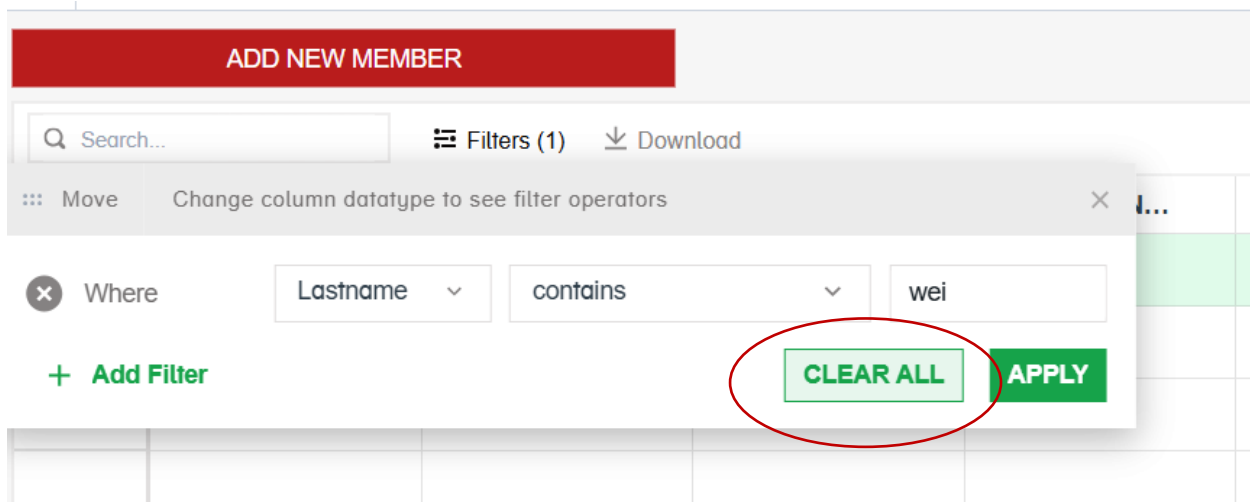 ADD NEW MEMBER
Search... Filters (1) Download
Move Change column datatype to see filter operators
Where Lastname contains wei
+ Add Filter CLEAR ALL APPLY